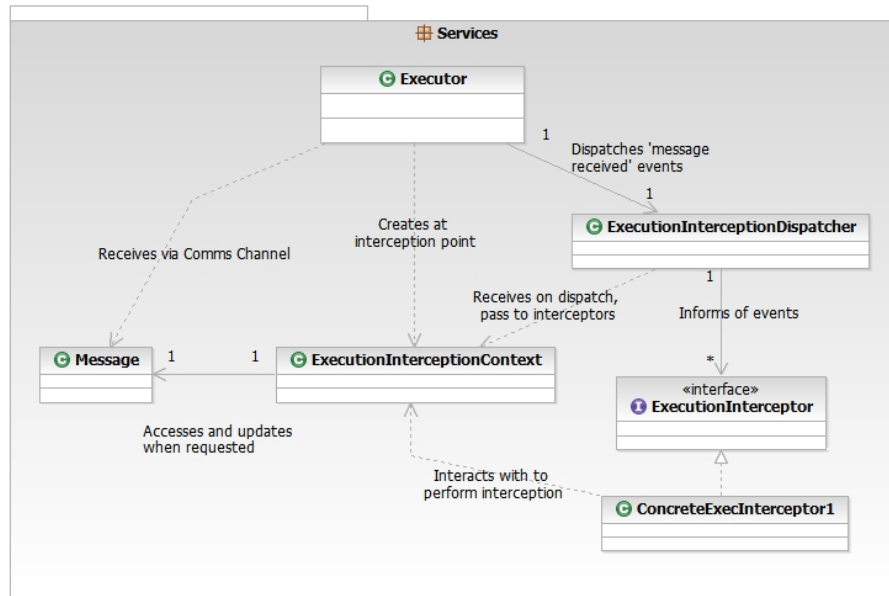 Services
Executor
1
Dispatches 'message
received' events
1
Creates at
interception point
ExecutionInterceptionDispatcher
Receives via Comms Channel
1
Receives on dispatch,
pass to interceptors
Informs of events
Message
1
1
ExecutionInterceptionContext
*
«interface»
ExecutionInterceptor
Accesses and updates
when requested
Interacts with to
perform interception
ConcreteExecInterceptor1